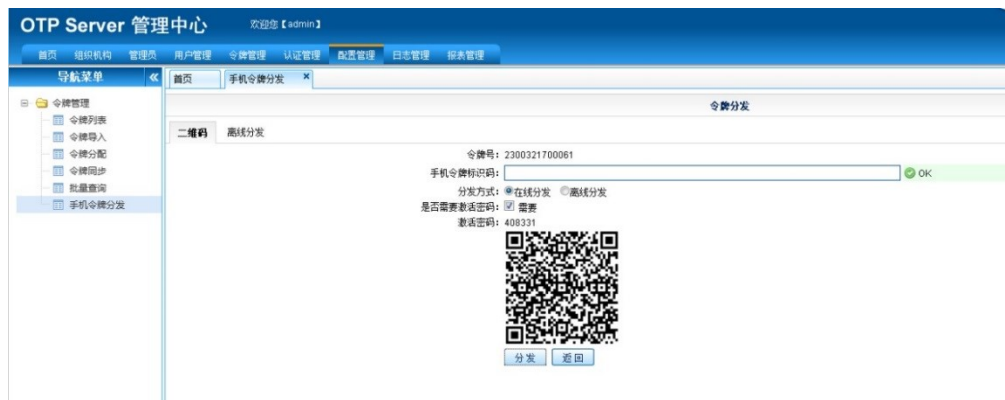 OTP Server 管理中心 欢迎您【admin】
首页 组织机构 管理员 用户管理 令牌管理 认证管理 配置管理 日志管理 报表管理
导航菜单 «
首页 手机令牌分发 ×
令牌管理
令牌列表
令牌导入
令牌分配
令牌同步
批量查询
手机令牌分发
令牌分发
二维码 离线分发
令牌号: 2300321700061
手机令牌标识码: OK
分发方式: 在线分发 离线分发
是否需要激活密码: 需要
激活密码: 408331
分发 返回